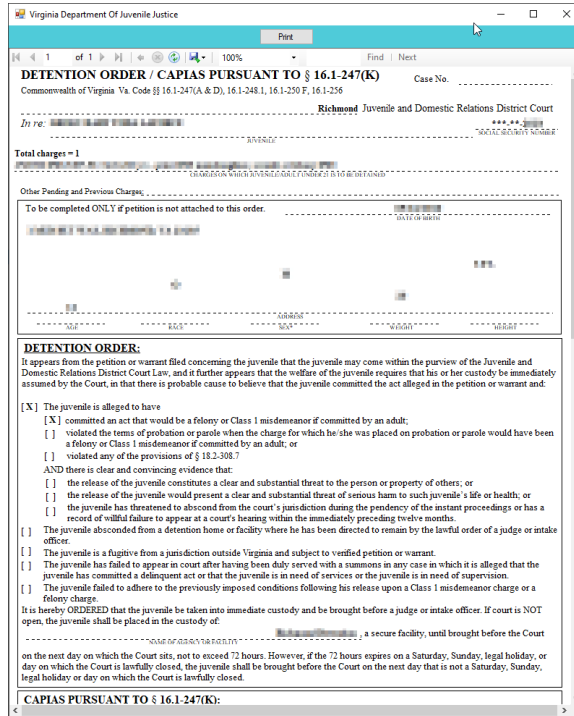 Virginia Department Of Juvenile Justice
Print
1 of 1 100% Find | Next
DETENTION ORDER / CAPIAS PURSUANT TO § 16.1-247(K)
Case No.
Commonwealth of Virginia Va. Code §§ 16.1-247(A & D), 16.1-248.1, 16.1-250 F, 16.1-256
Richmond Juvenile and Domestic Relations District Court
In re:
***-**-
JUVENILE
SOCIAL SECURITY NUMBER
Total charges = 1
CHARGES ON WHICH JUVENILE/ADULT UNDER 21 IS TO BE DETAINED
Other Pending and Previous Charges:
To be completed ONLY if petition is not attached to this order.
DATE OF BIRTH
ADDRESS
AGE RACE SEX* WEIGHT HEIGHT
DETENTION ORDER:
It appears from the petition or warrant filed concerning the juvenile that the juvenile may come within the purview of the Juvenile and
Domestic Relations District Court Law, and it further appears that the welfare of the juvenile requires that his or her custody be immediately
assumed by the Court, in that there is probable cause to believe that the juvenile committed the act alleged in the petition or warrant and:
[ X ] The juvenile is alleged to have
[ X ] committed an act that would be a felony or Class 1 misdemeanor if committed by an adult;
[ ] violated the terms of probation or parole when the charge for which he/she was placed on probation or parole would have been
a felony or Class 1 misdemeanor if committed by an adult; or
[ ] violated any of the provisions of § 18.2-308.7
AND there is clear and convincing evidence that:
[ ] the release of the juvenile constitutes a clear and substantial threat to the person or property of others; or
[ ] the release of the juvenile would present a clear and substantial threat of serious harm to such juvenile's life or health; or
[ ] the juvenile has threatened to abscond from the court's jurisdiction during the pendency of the instant proceedings or has a
record of willful failure to appear at a court's hearing within the immediately preceding twelve months.
[ ] The juvenile absconded from a detention home or facility where he has been directed to remain by the lawful order of a judge or intake
officer.
[ ] The juvenile is a fugitive from a jurisdiction outside Virginia and subject to verified petition or warrant.
[ ] The juvenile has failed to appear in court after having been duly served with a summons in any case in which it is alleged that the
juvenile has committed a delinquent act or that the juvenile is in need of services or the juvenile is in need of supervision.
[ ] The juvenile failed to adhere to the previously imposed conditions following his release upon a Class 1 misdemeanor charge or a
felony charge.
It is hereby ORDERED that the juvenile be taken into immediate custody and be brought before a judge or intake officer. If court is NOT
open, the juvenile shall be placed in the custody of:
, a secure facility, until brought before the Court
NAME OF AGENCY OR FACILITY
on the next day on which the Court sits, not to exceed 72 hours. However, if the 72 hours expires on a Saturday, Sunday, legal holiday, or
day on which the Court is lawfully closed, the juvenile shall be brought before the Court on the next day that is not a Saturday, Sunday,
legal holiday or day on which the Court is lawfully closed.
CAPIAS PURSUANT TO § 16.1-247(K):